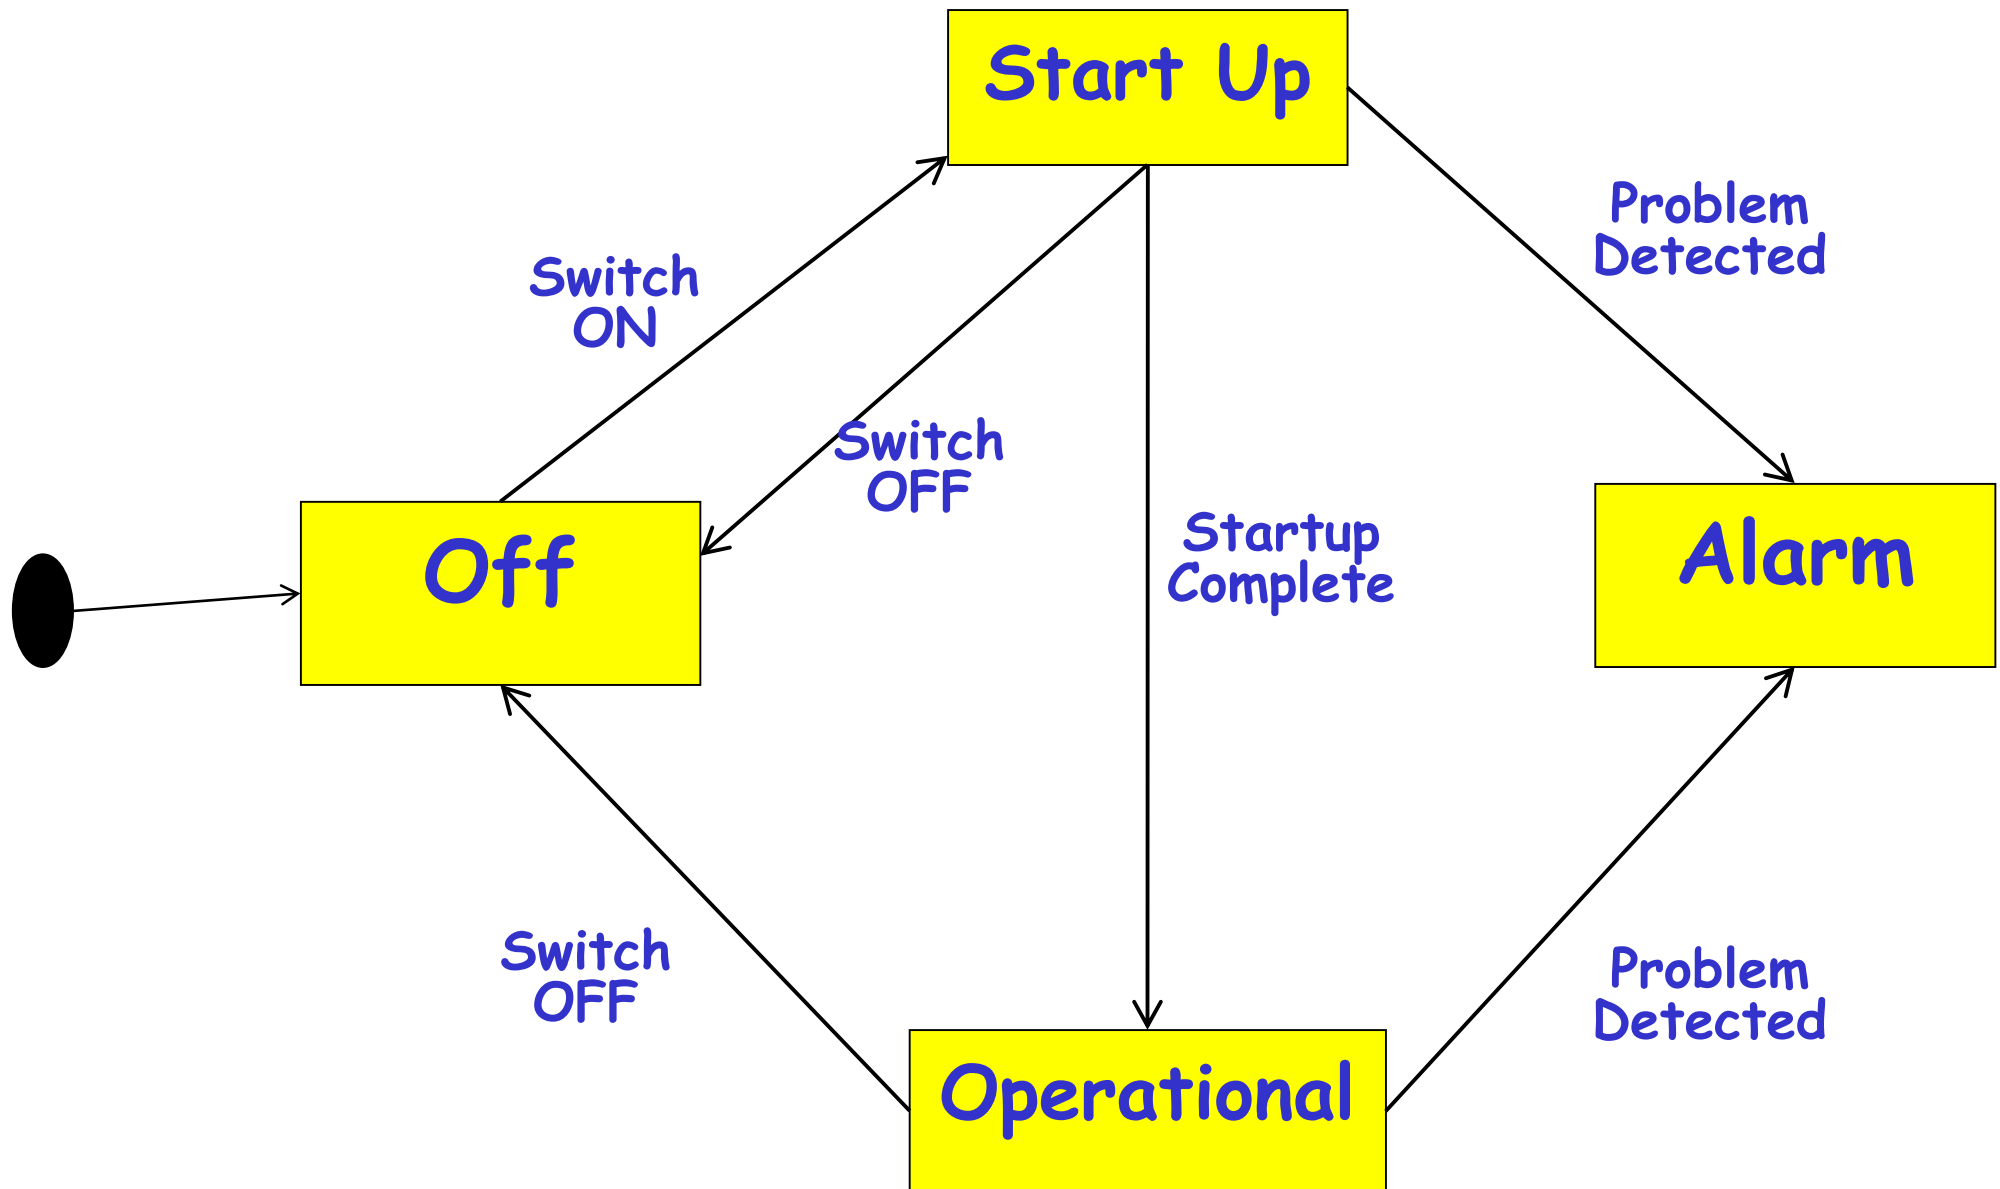 Start Up
Problem
Detected
Switch
ON
Switch
OFF
Startup
Complete
Off
Alarm
Switch
OFF
Problem
Detected
Operational